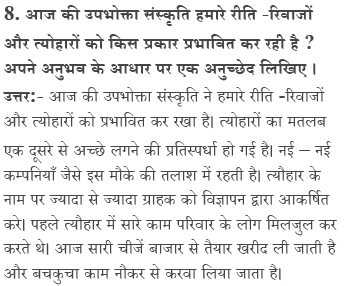 8. आज की उपभोक्ता संस्कृति हमारे रीति -रिवाजों
और त्योहारों को किस प्रकार प्रभावित कर रही है ?
अपने अनुभव के आधार पर एक अनुच्छेद लिखिए ।
उत्तर:- आज की उपभोक्ता संस्कृति ने हमारे रीति -रिवाजों
और त्योहारों को प्रभावित कर रखा है। त्योहारों का मतलब
एक दूसरे से अच्छे लगने की प्रतिस्पर्धा हो गई है। नई – नई
कम्पनियाँ जैसे इस मौके की तलाश में रहती है। त्यौहार के
नाम पर ज्यादा से ज्यादा ग्राहक को विज्ञापन द्वारा आकर्षित
करे। पहले त्यौहार में सारे काम परिवार के लोग मिलजुल कर
करते थे। आज सारी चीजें बाजार से तैयार खरीद ली जाती है
और बचकुचा काम नौकर से करवा लिया जाता है।